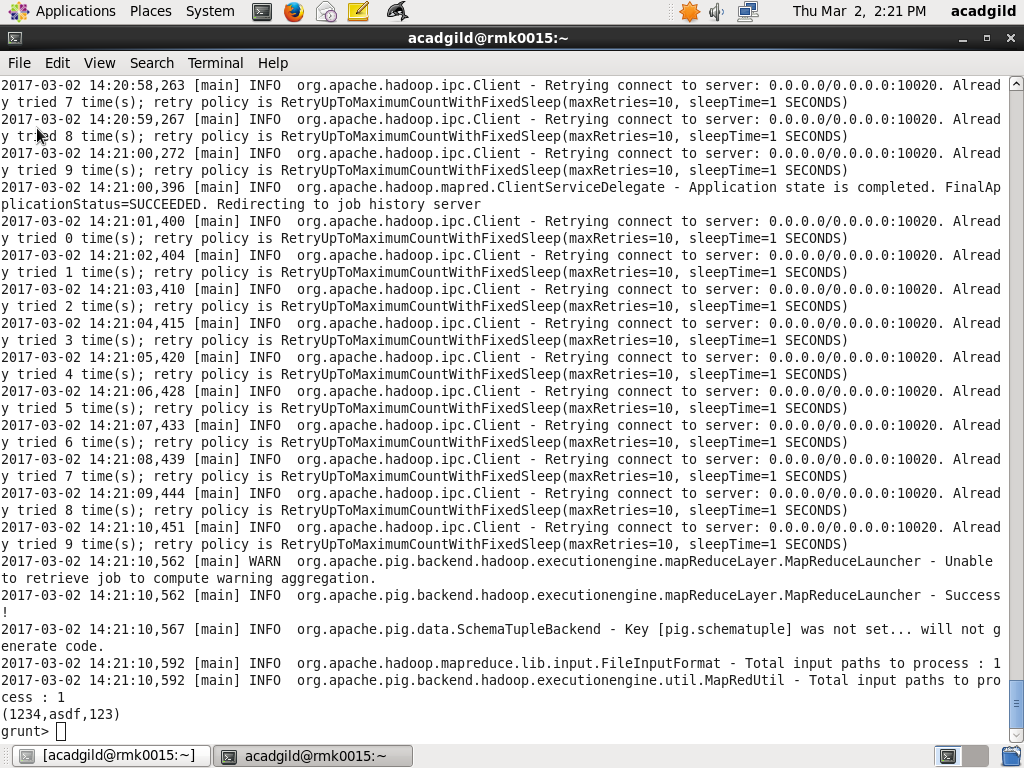 Applications Places System Thu Mar 2, 2:21 PM acadgild
acadgild@rmk0015:~
File Edit View Search Terminal Help
2017-03-02 14:20:58,263 [main] INFO  org.apache.hadoop.ipc.Client - Retrying connect to server: 0.0.0.0/0.0.0.0:10020. Alread
y tried 7 time(s); retry policy is RetryUpToMaximumCountWithFixedSleep(maxRetries=10, sleepTime=1 SECONDS)
2017-03-02 14:20:59,267 [main] INFO  org.apache.hadoop.ipc.Client - Retrying connect to server: 0.0.0.0/0.0.0.0:10020. Alread
y tried 8 time(s); retry policy is RetryUpToMaximumCountWithFixedSleep(maxRetries=10, sleepTime=1 SECONDS)
2017-03-02 14:21:00,272 [main] INFO  org.apache.hadoop.ipc.Client - Retrying connect to server: 0.0.0.0/0.0.0.0:10020. Alread
y tried 9 time(s); retry policy is RetryUpToMaximumCountWithFixedSleep(maxRetries=10, sleepTime=1 SECONDS)
2017-03-02 14:21:00,396 [main] INFO  org.apache.hadoop.mapred.ClientServiceDelegate - Application state is completed. FinalAp
plicationStatus=SUCCEEDED. Redirecting to job history server
2017-03-02 14:21:01,400 [main] INFO  org.apache.hadoop.ipc.Client - Retrying connect to server: 0.0.0.0/0.0.0.0:10020. Alread
y tried 0 time(s); retry policy is RetryUpToMaximumCountWithFixedSleep(maxRetries=10, sleepTime=1 SECONDS)
2017-03-02 14:21:02,404 [main] INFO  org.apache.hadoop.ipc.Client - Retrying connect to server: 0.0.0.0/0.0.0.0:10020. Alread
y tried 1 time(s); retry policy is RetryUpToMaximumCountWithFixedSleep(maxRetries=10, sleepTime=1 SECONDS)
2017-03-02 14:21:03,410 [main] INFO  org.apache.hadoop.ipc.Client - Retrying connect to server: 0.0.0.0/0.0.0.0:10020. Alread
y tried 2 time(s); retry policy is RetryUpToMaximumCountWithFixedSleep(maxRetries=10, sleepTime=1 SECONDS)
2017-03-02 14:21:04,415 [main] INFO  org.apache.hadoop.ipc.Client - Retrying connect to server: 0.0.0.0/0.0.0.0:10020. Alread
y tried 3 time(s); retry policy is RetryUpToMaximumCountWithFixedSleep(maxRetries=10, sleepTime=1 SECONDS)
2017-03-02 14:21:05,420 [main] INFO  org.apache.hadoop.ipc.Client - Retrying connect to server: 0.0.0.0/0.0.0.0:10020. Alread
y tried 4 time(s); retry policy is RetryUpToMaximumCountWithFixedSleep(maxRetries=10, sleepTime=1 SECONDS)
2017-03-02 14:21:06,428 [main] INFO  org.apache.hadoop.ipc.Client - Retrying connect to server: 0.0.0.0/0.0.0.0:10020. Alread
y tried 5 time(s); retry policy is RetryUpToMaximumCountWithFixedSleep(maxRetries=10, sleepTime=1 SECONDS)
2017-03-02 14:21:07,433 [main] INFO  org.apache.hadoop.ipc.Client - Retrying connect to server: 0.0.0.0/0.0.0.0:10020. Alread
y tried 6 time(s); retry policy is RetryUpToMaximumCountWithFixedSleep(maxRetries=10, sleepTime=1 SECONDS)
2017-03-02 14:21:08,439 [main] INFO  org.apache.hadoop.ipc.Client - Retrying connect to server: 0.0.0.0/0.0.0.0:10020. Alread
y tried 7 time(s); retry policy is RetryUpToMaximumCountWithFixedSleep(maxRetries=10, sleepTime=1 SECONDS)
2017-03-02 14:21:09,444 [main] INFO  org.apache.hadoop.ipc.Client - Retrying connect to server: 0.0.0.0/0.0.0.0:10020. Alread
y tried 8 time(s); retry policy is RetryUpToMaximumCountWithFixedSleep(maxRetries=10, sleepTime=1 SECONDS)
2017-03-02 14:21:10,451 [main] INFO  org.apache.hadoop.ipc.Client - Retrying connect to server: 0.0.0.0/0.0.0.0:10020. Alread
y tried 9 time(s); retry policy is RetryUpToMaximumCountWithFixedSleep(maxRetries=10, sleepTime=1 SECONDS)
2017-03-02 14:21:10,562 [main] WARN  org.apache.pig.backend.hadoop.executionengine.mapReduceLayer.MapReduceLauncher - Unable
to retrieve job to compute warning aggregation.
2017-03-02 14:21:10,562 [main] INFO  org.apache.pig.backend.hadoop.executionengine.mapReduceLayer.MapReduceLauncher - Success
!
2017-03-02 14:21:10,567 [main] INFO  org.apache.pig.data.SchemaTupleBackend - Key [pig.schematuple] was not set... will not g
enerate code.
2017-03-02 14:21:10,592 [main] INFO  org.apache.hadoop.mapreduce.lib.input.FileInputFormat - Total input paths to process : 1
2017-03-02 14:21:10,592 [main] INFO  org.apache.pig.backend.hadoop.executionengine.util.MapRedUtil - Total input paths to pro
cess : 1
(1234,asdf,123)
grunt>
[acadgild@rmk0015:~] acadgild@rmk0015:~